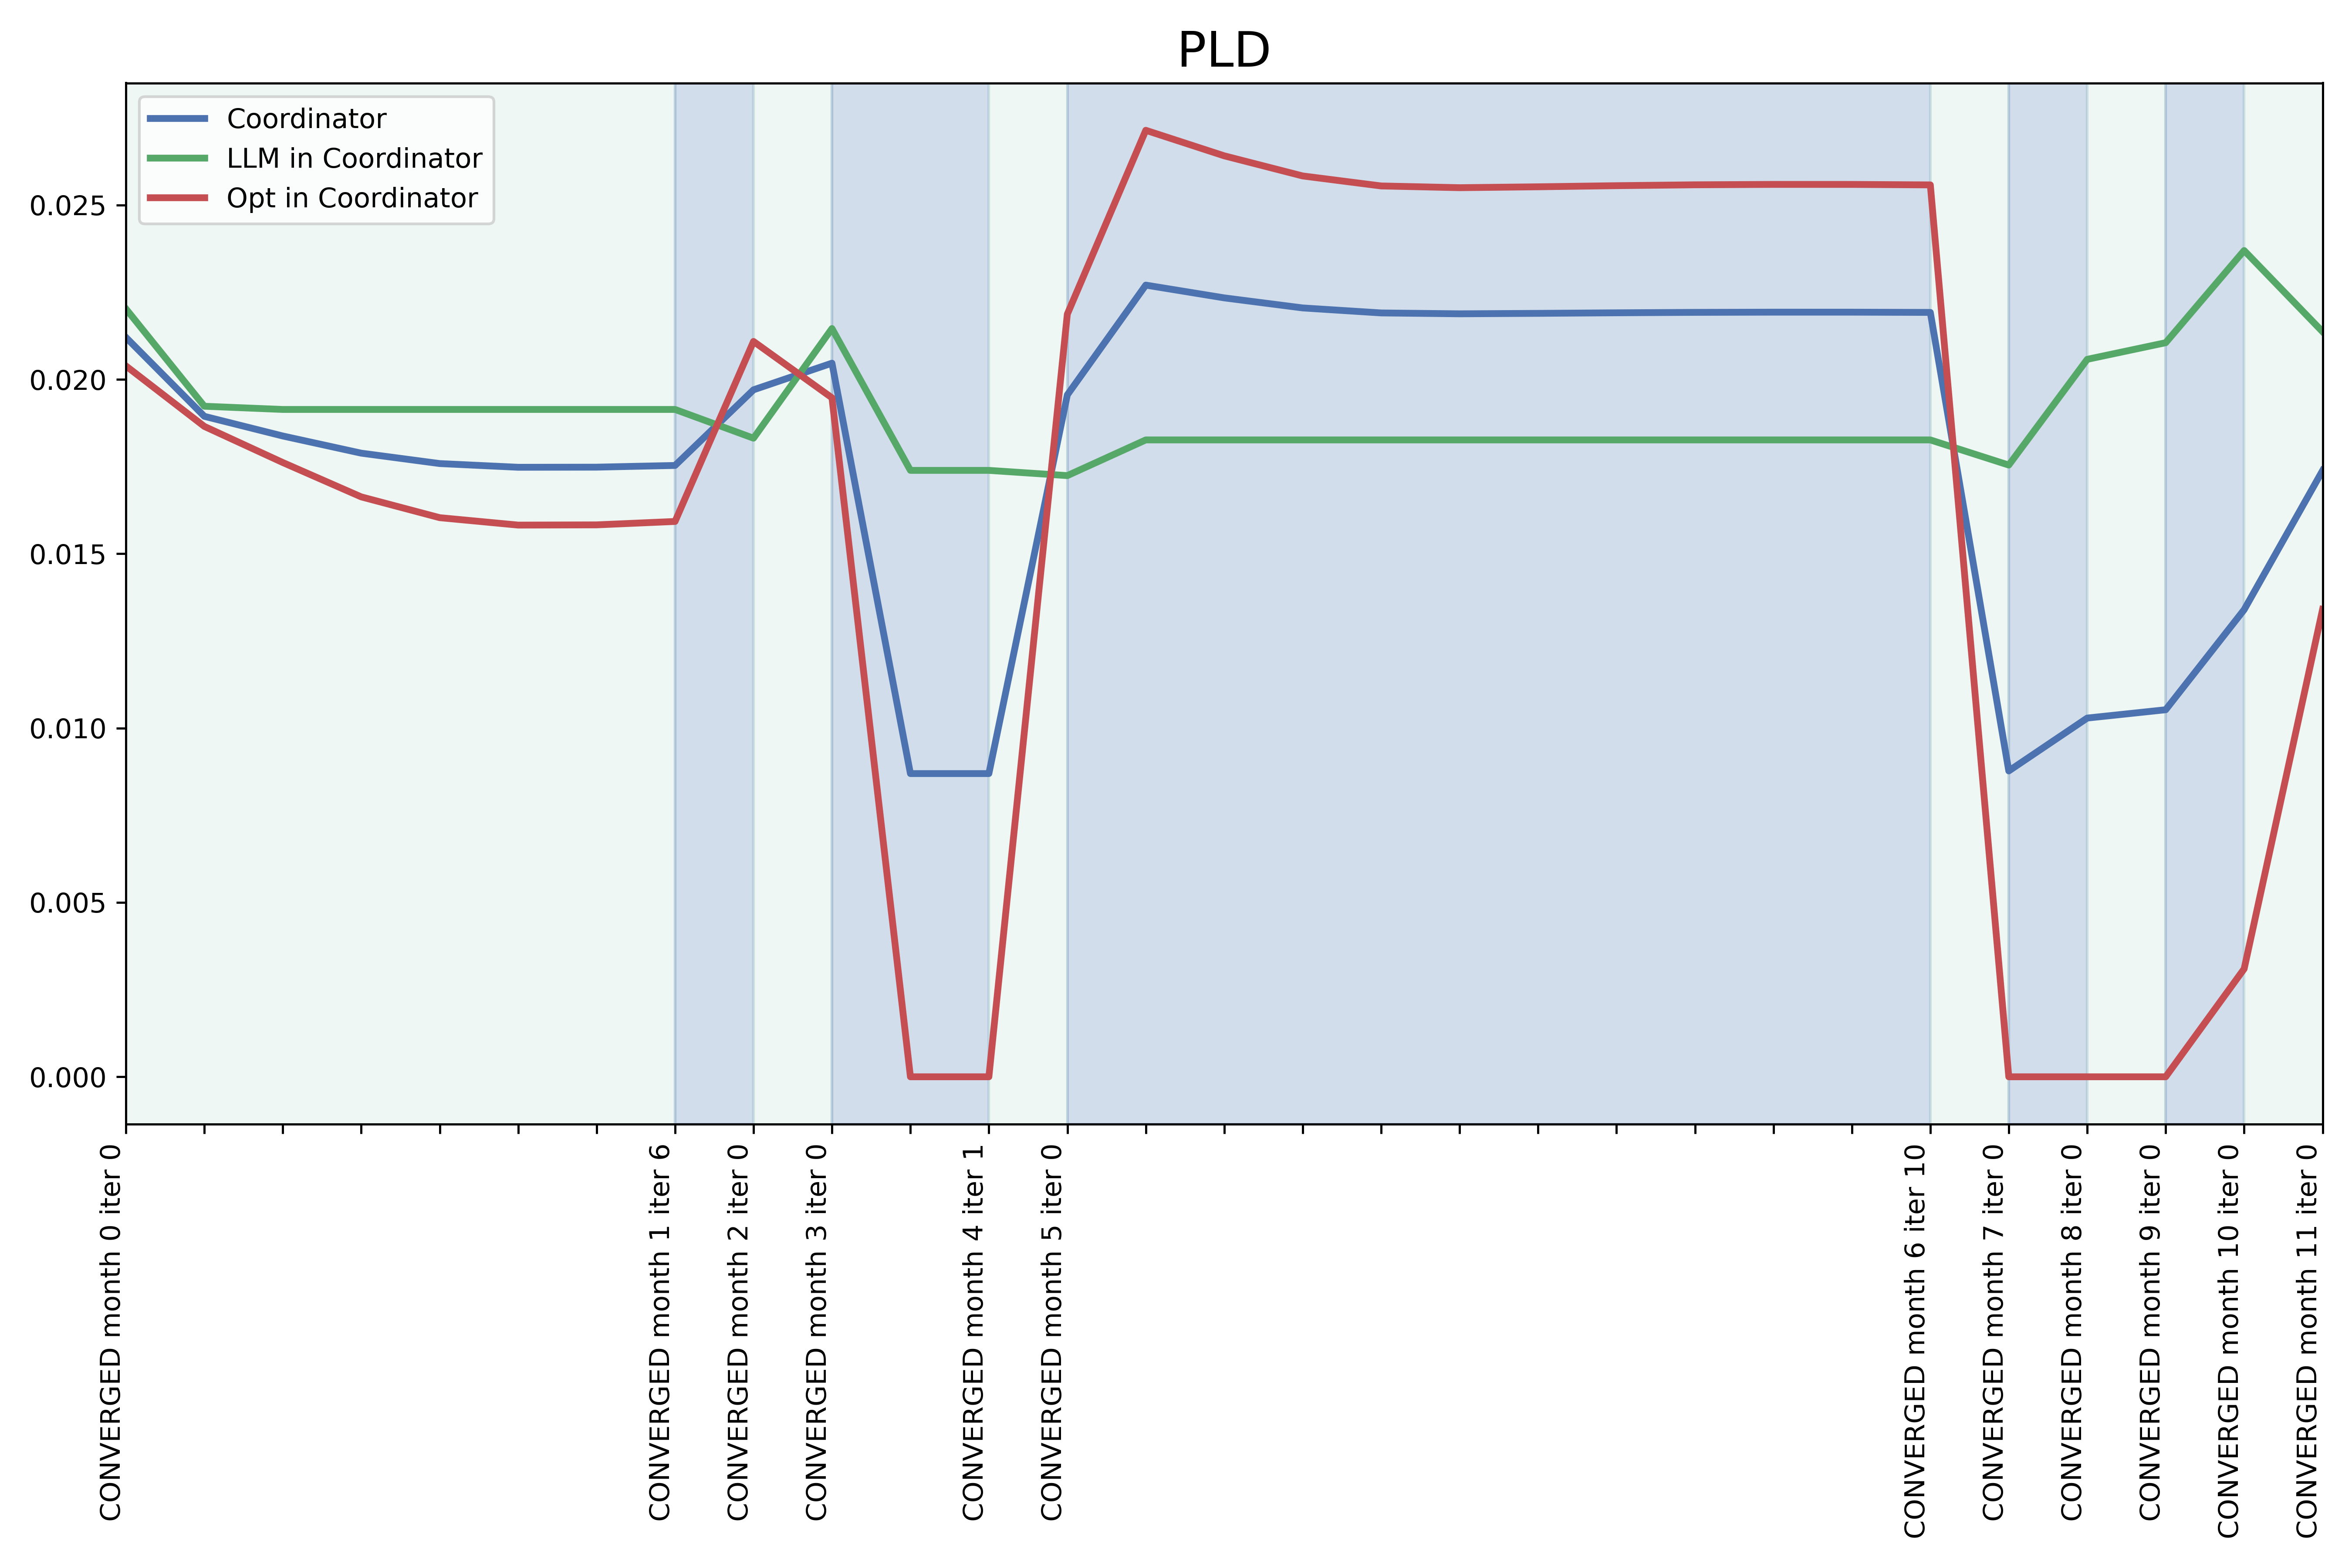 PLD
Coordinator
LLM in Coordinator
Opt in Coordinator
0.025
0.020
0.015
0.010
0.005
0.000
CONVERGED month 0 iter 0
CONVERGED month 1 iter 6
CONVERGED month 2 iter 0
CONVERGED month 3 iter 0
CONVERGED month 4 iter 1
CONVERGED month 5 iter 0
CONVERGED month 6 iter 10
CONVERGED month 7 iter 0
CONVERGED month 8 iter 0
CONVERGED month 9 iter 0
CONVERGED month 10 iter 0
CONVERGED month 11 iter 0